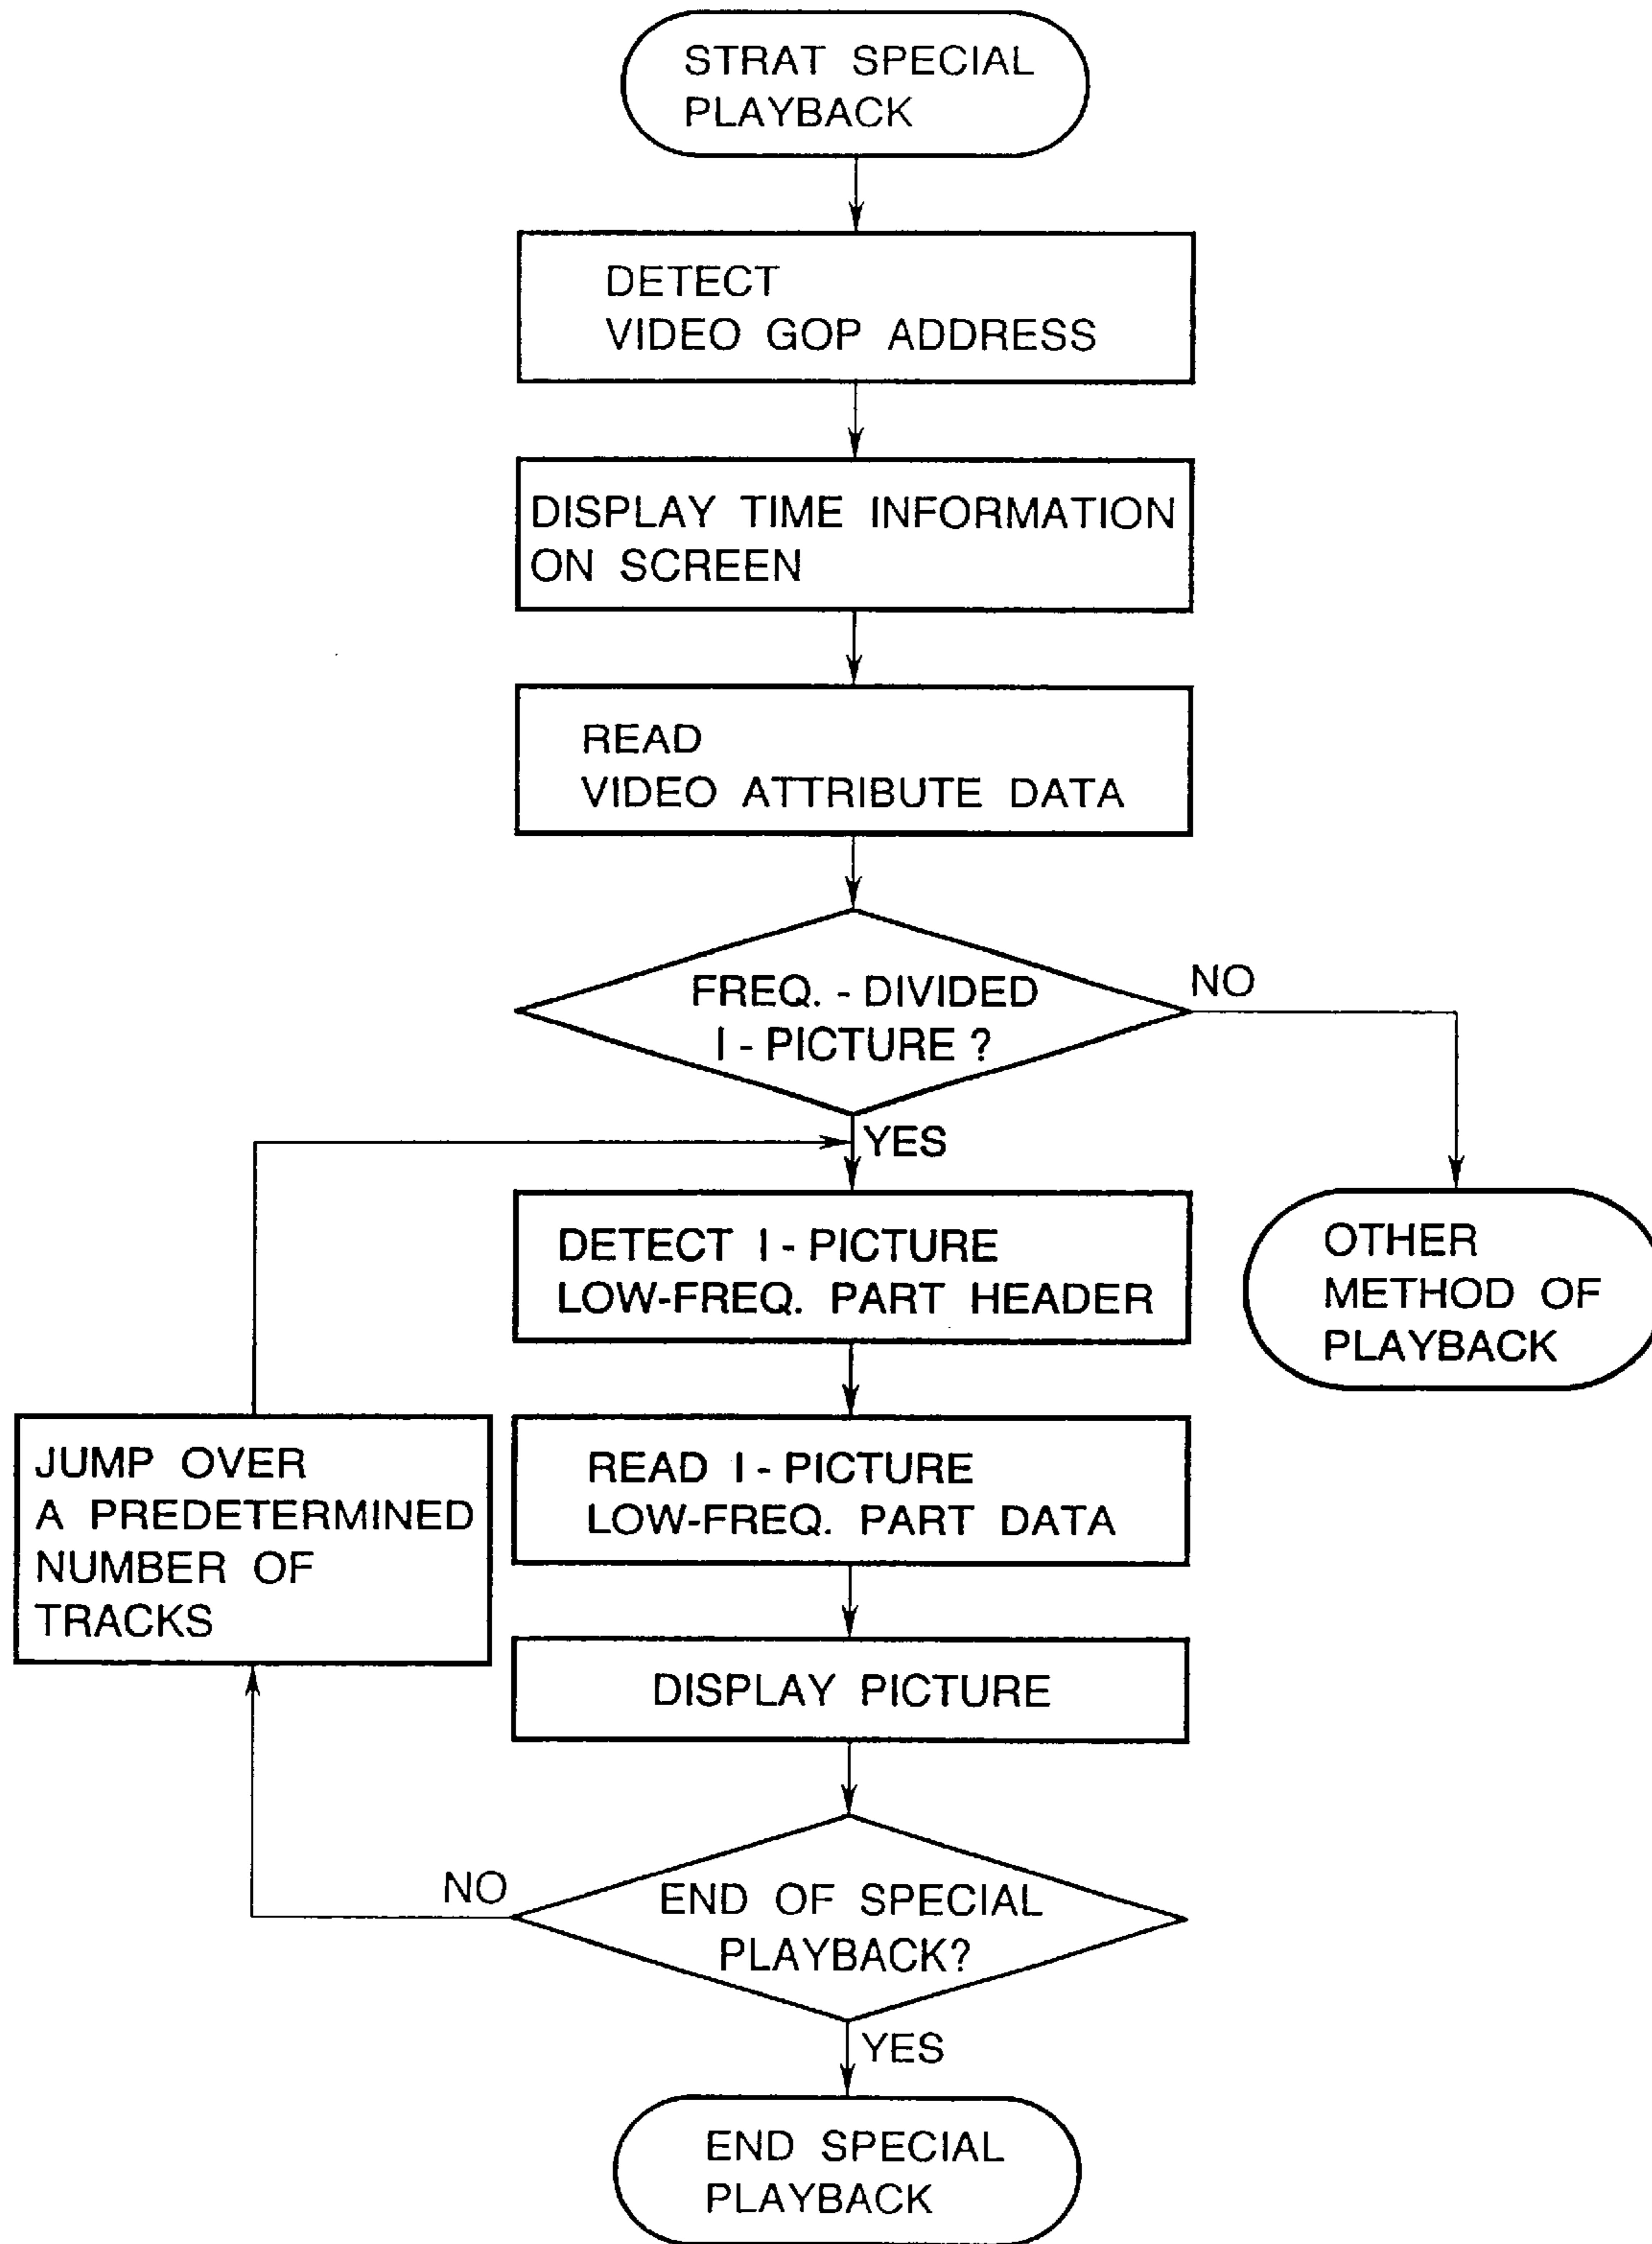 STRAT SPECIAL
PLAYBACK
DETECT
VIDEO GOP ADDRESS
DISPLAY TIME INFORMATION
ON SCREEN
READ
VIDEO ATTRIBUTE DATA
FREQ. - DIVIDED
I - PICTURE ?
NO
YES
DETECT I - PICTURE
LOW-FREQ. PART HEADER
OTHER
METHOD OF
PLAYBACK
READ I - PICTURE
LOW-FREQ. PART DATA
JUMP OVER
A PREDETERMINED
NUMBER OF
TRACKS
DISPLAY PICTURE
END OF SPECIAL
PLAYBACK?
NO
YES
END SPECIAL
PLAYBACK